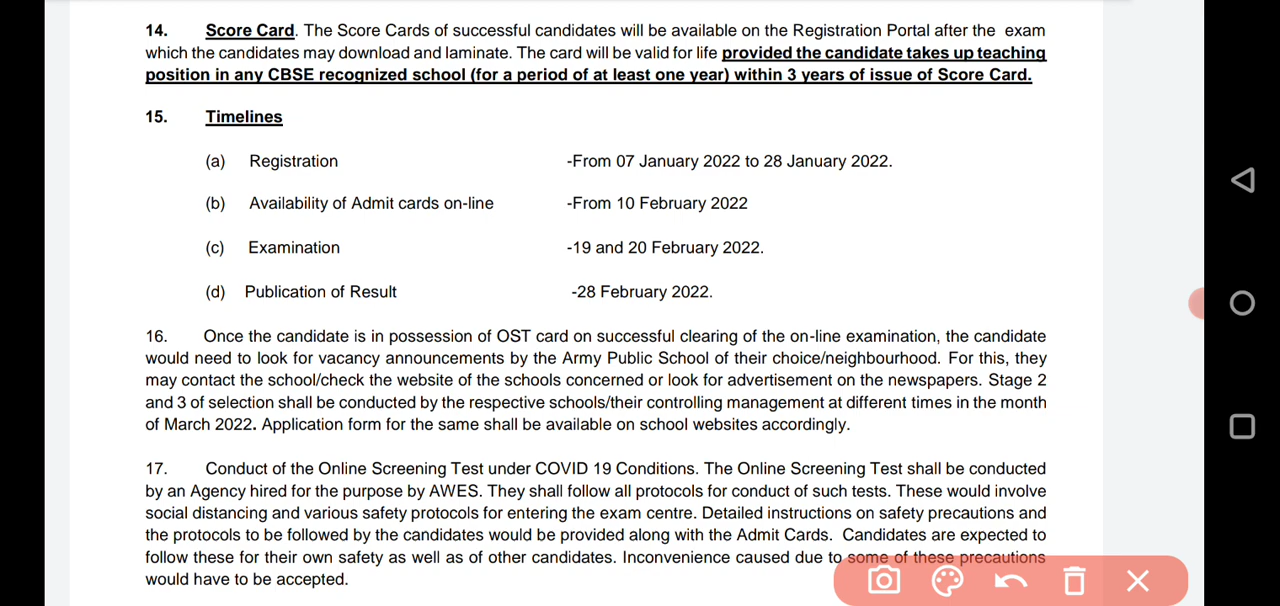 14. Score Card. The Score Cards of successful candidates will be available on the Registration Portal after the exam
which the candidates may download and laminate. The card will be valid for life provided the candidate takes up teaching
position in any CBSE recognized school (for a period of at least one year) within 3 years of issue of Score Card.
15. Timelines
(a) Registration -From 07 January 2022 to 28 January 2022.
(b) Availability of Admit cards on-line -From 10 February 2022
(c) Examination -19 and 20 February 2022.
(d) Publication of Result -28 February 2022.
16. Once the candidate is in possession of OST card on successful clearing of the on-line examination, the candidate
would need to look for vacancy announcements by the Army Public School of their choice/neighbourhood. For this, they
may contact the school/check the website of the schools concerned or look for advertisement on the newspapers. Stage 2
and 3 of selection shall be conducted by the respective schools/their controlling management at different times in the month
of March 2022. Application form for the same shall be available on school websites accordingly.
17. Conduct of the Online Screening Test under COVID 19 Conditions. The Online Screening Test shall be conducted
by an Agency hired for the purpose by AWES. They shall follow all protocols for conduct of such tests. These would involve
social distancing and various safety protocols for entering the exam centre. Detailed instructions on safety precautions and
the protocols to be followed by the candidates would be provided along with the Admit Cards. Candidates are expected to
follow these for their own safety as well as of other candidates. Inconvenience caused due to some of these precautions
would have to be accepted.